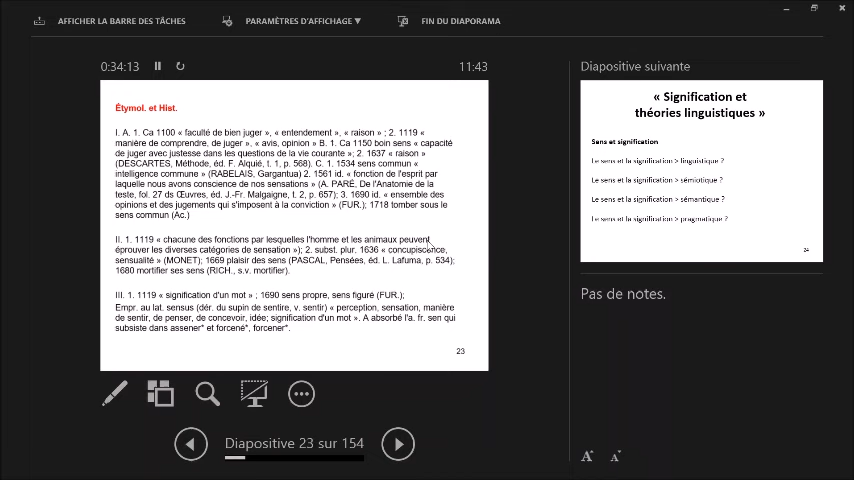 AFFICHER LA BARRE DES TÂCHES PARAMÈTRES D'AFFICHAGE ▼ FIN DU DIAPORAMA
0:34:13 11:43
Étymol. et Hist.
I. A. 1. Ca 1100 « faculté de bien juger », « entendement », « raison » ; 2. 1119 «
manière de comprendre, de juger », « avis, opinion » B. 1. Ca 1150 boin sens « capacité
de juger avec justesse dans les questions de la vie courante » ; 2. 1637 « raison »
(DESCARTES, Méthode, éd. F. Alquié, t. 1, p. 568). C. 1. 1534 sens commun «
intelligence commune » (RABELAIS, Gargantua) 2. 1561 id. « fonction de l'esprit par
laquelle nous avons conscience de nos sensations » (A. PARÉ, De l'Anatomie de la
teste, fol. 27 ds Œuvres, éd. J.-Fr. Malgaigne, t. 2, p. 657); 3. 1690 id. « ensemble des
opinions et des jugements qui s'imposent à la conviction » (FUR.); 1718 tomber sous le
sens commun (Ac.)
II. 1. 1119 « chacune des fonctions par lesquelles l'homme et les animaux peuvent
éprouver les diverses catégories de sensation »); 2. subst. plur. 1636 « concupiscence,
sensualité » (MONET); 1669 plaisir des sens (PASCAL, Pensées, éd. L. Lafuma, p. 534);
1680 mortifier ses sens (RICH., s.v. mortifier).
III. 1. 1119 « signification d'un mot » ; 1690 sens propre, sens figuré (FUR.);
Empr. au lat. sensus (dér. du supin de sentire, v. sentir) « perception, sensation, manière
de sentir, de penser, de concevoir, idée; signification d'un mot ». A absorbé l'a. fr. sen qui
subsiste dans assener* et forcené*, forcener*.
23
Diapositive 23 sur 154
Diapositive suivante
« Signification et
théories linguistiques »
Sens et signification
Le sens et la signification > linguistique ?
Le sens et la signification > sémiotique ?
Le sens et la signification > sémantique ?
Le sens et la signification > pragmatique ?
24
Pas de notes.
A A